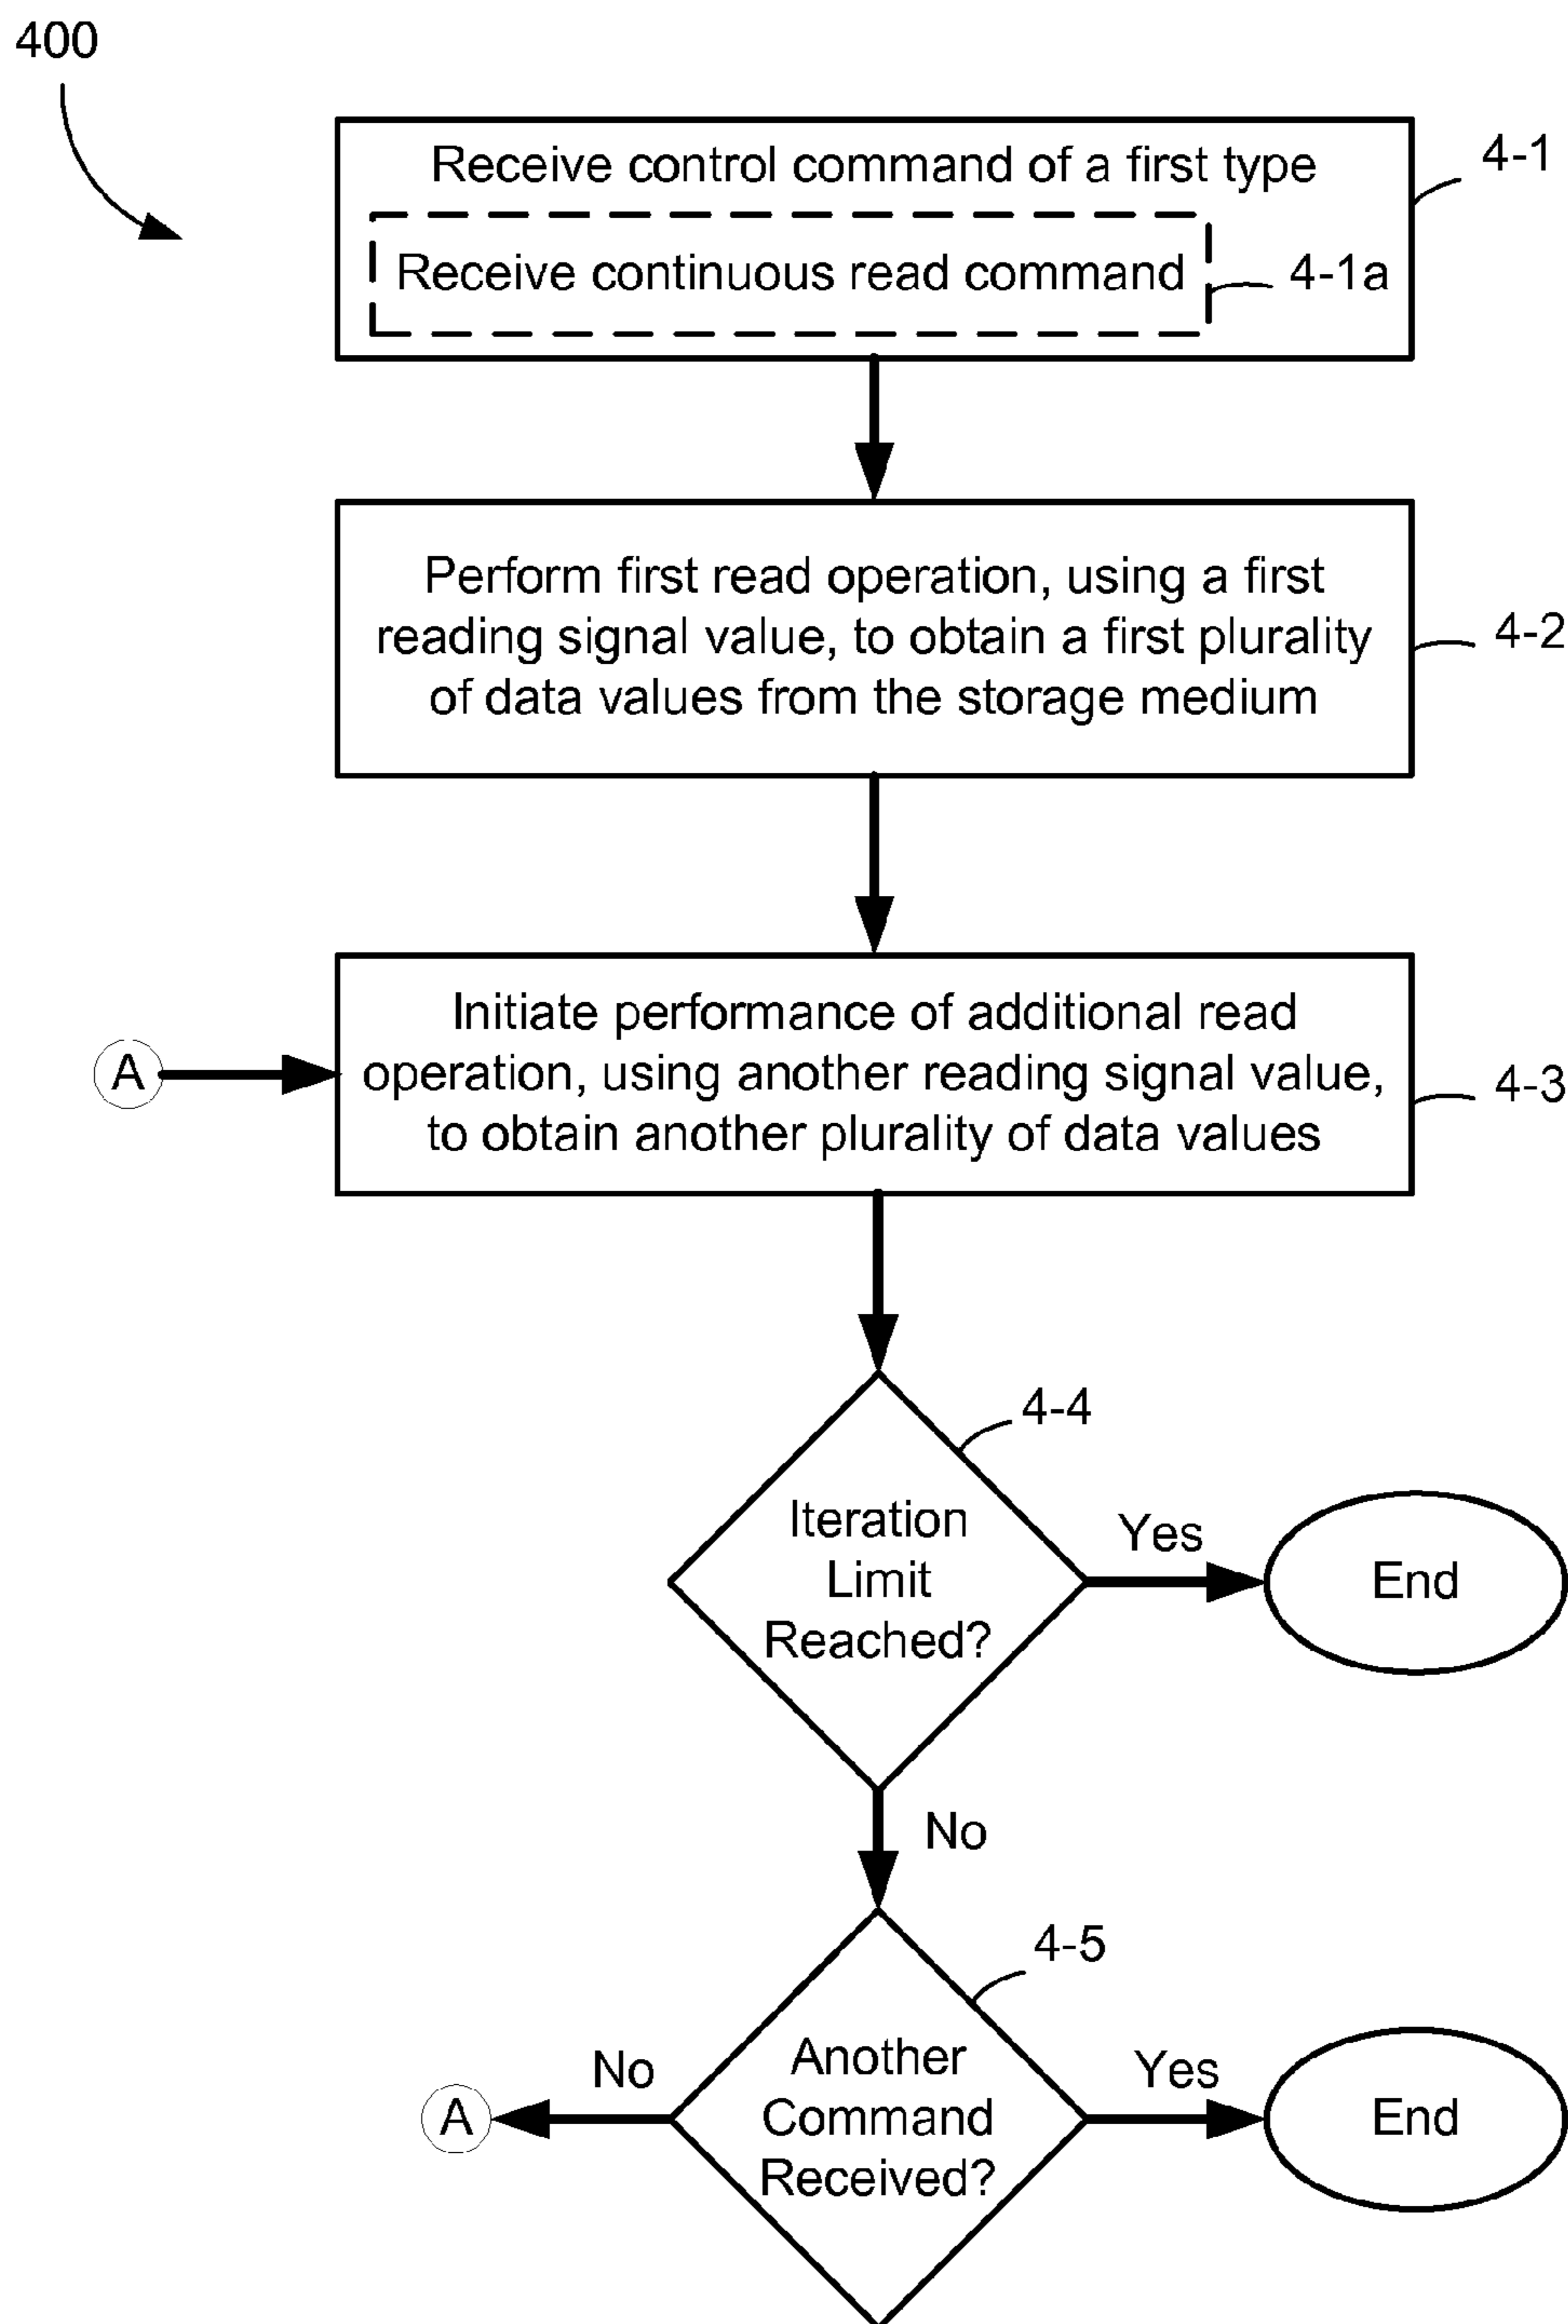 400
Receive control command of a first type
4-1
Receive continuous read command
4-1a
Perform first read operation, using a first
reading signal value, to obtain a first plurality
of data values from the storage medium
4-2
Initiate performance of additional read
operation, using another reading signal value,
to obtain another plurality of data values
A
4-3
4-4
Iteration
Limit
Reached?
Yes
End
No
4-5
Another
Command
Received?
No
A
Yes
End